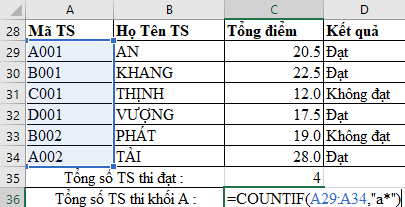 A B C D
28 Mã TS Họ Tên TS Tổng điểm Kết quả
29 A001 AN 20.5 Đạt
30 B001 KHANG 22.5 Đạt
31 C001 THỊNH 12.0 Không đạt
32 D001 VƯỢNG 17.5 Đạt
33 B002 PHÁT 19.0 Không đạt
34 A002 TÀI 28.0 Đạt
35 Tổng số TS thi đạt : 4
36 Tổng số TS thi khối A : =COUNTIF(A29:A34,"a*")